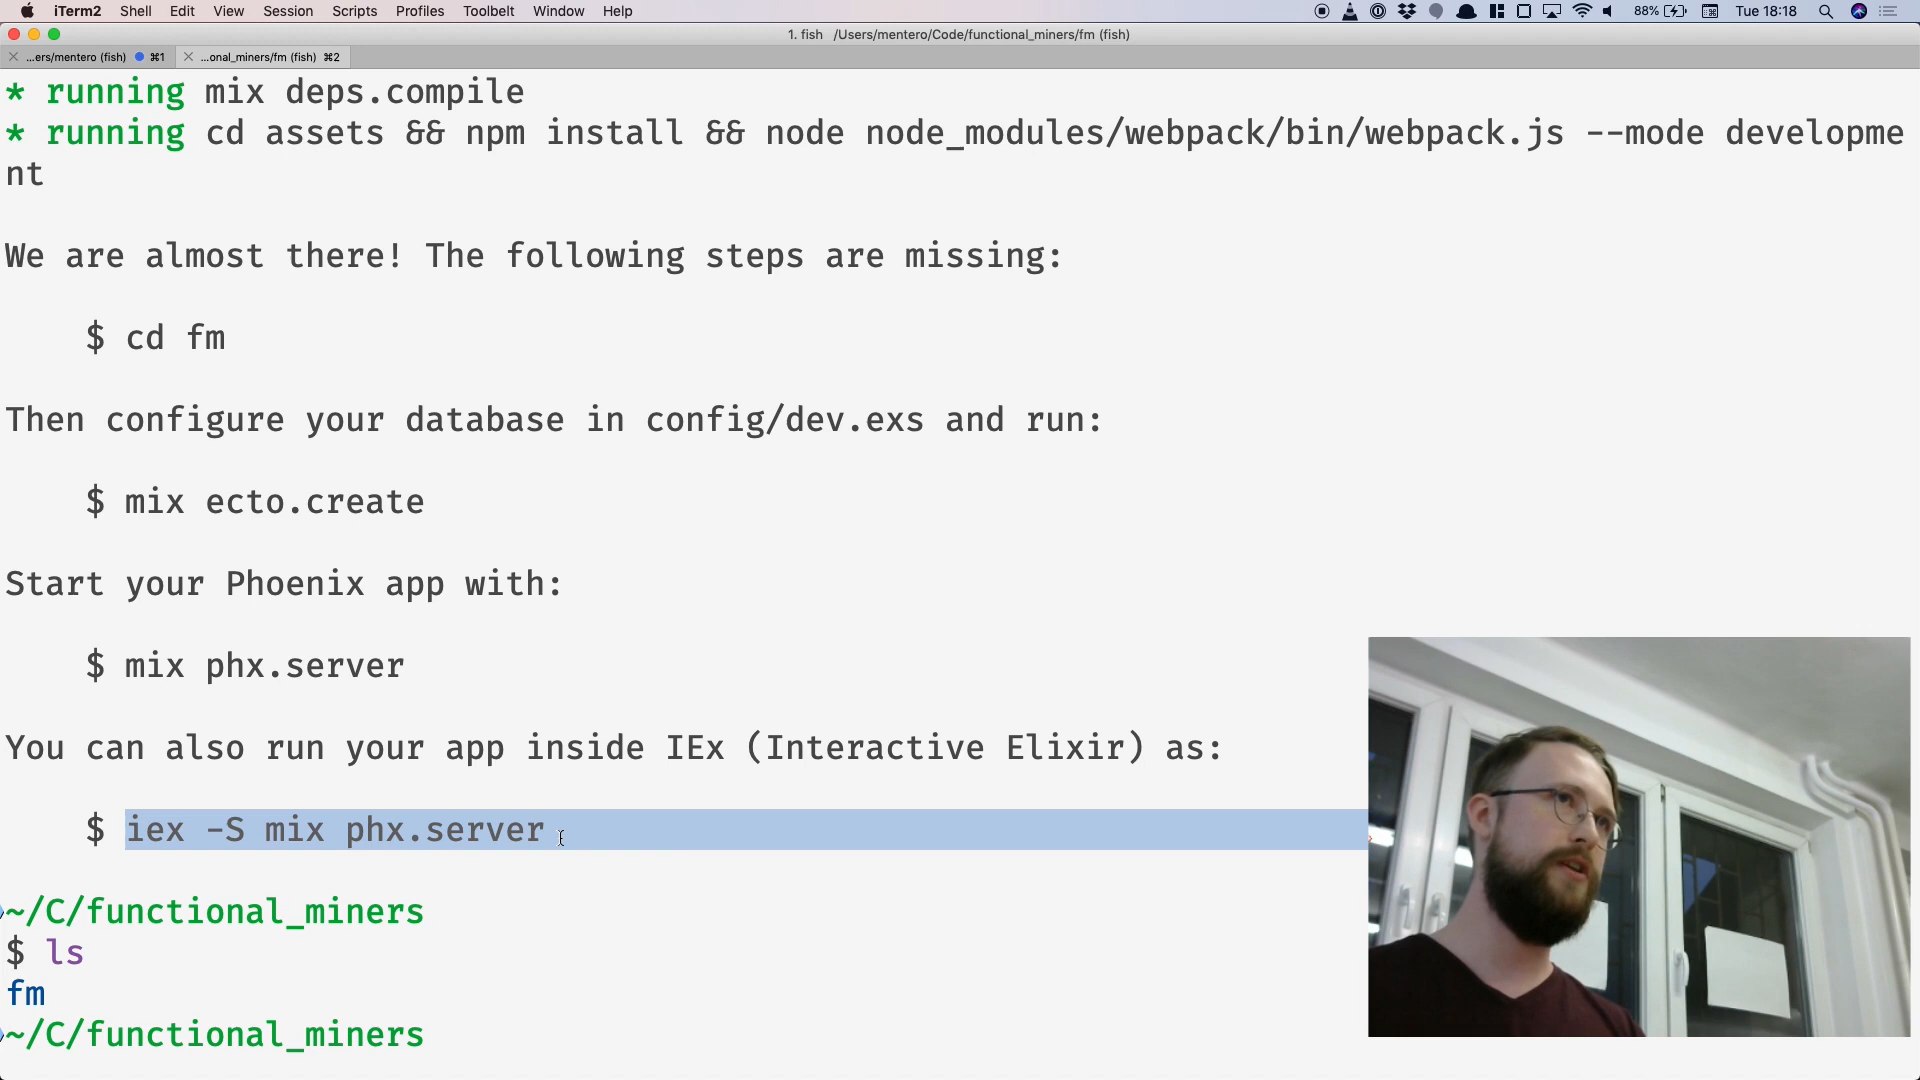 iTerm2 Shell Edit View Session Scripts Profiles Toolbelt Window Help 88% Tue 18:18
1. fish /Users/mentero/Code/functional_miners/fm (fish)
...ers/mentero (fish) ⌘1 ...onal_miners/fm (fish) ⌘2
* running mix deps.compile
* running cd assets && npm install && node node_modules/webpack/bin/webpack.js --mode developme
nt
We are almost there! The following steps are missing:
$ cd fm
Then configure your database in config/dev.exs and run:
$ mix ecto.create
Start your Phoenix app with:
$ mix phx.server
You can also run your app inside IEx (Interactive Elixir) as:
$ iex -S mix phx.server
~/C/functional_miners
$ ls
fm
~/C/functional_miners